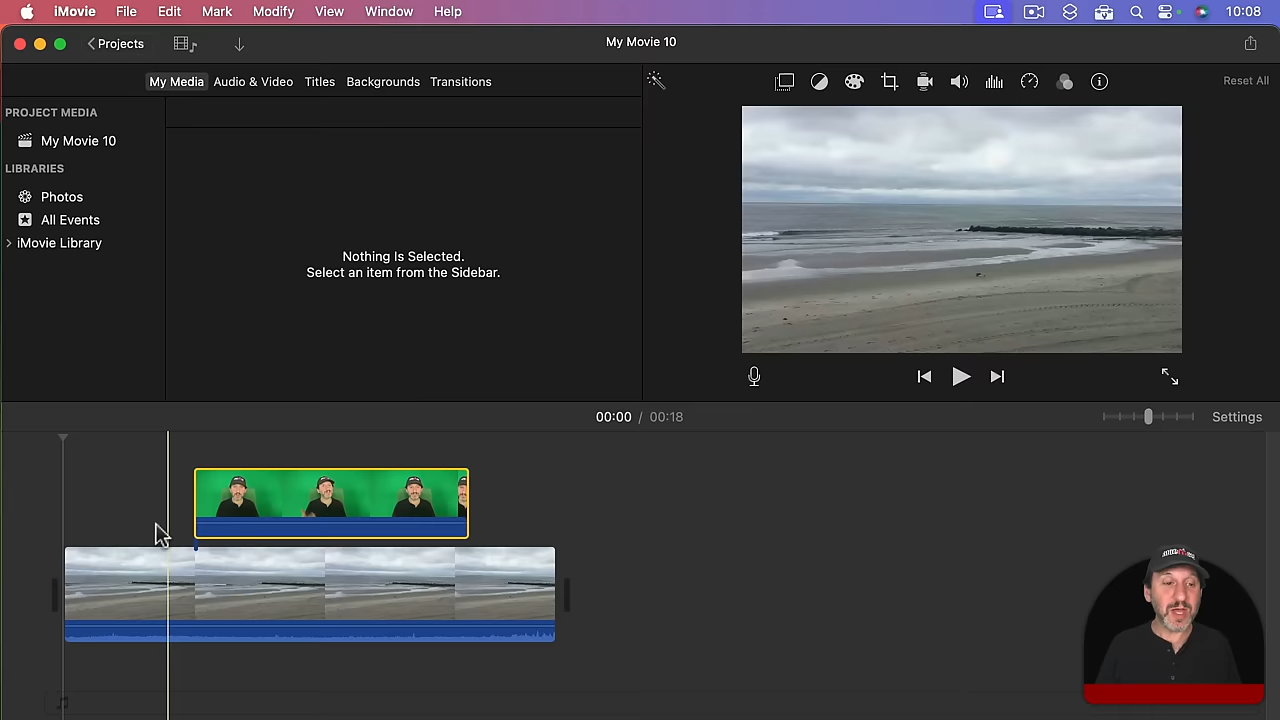 iMovie File Edit Mark Modify View Window Help 10:08
Projects My Movie 10
My Media Audio & Video Titles Backgrounds Transitions Reset All
PROJECT MEDIA
My Movie 10
LIBRARIES
Photos
All Events
iMovie Library
Nothing Is Selected.
Select an item from the Sidebar.
00:00 / 00:18 Settings